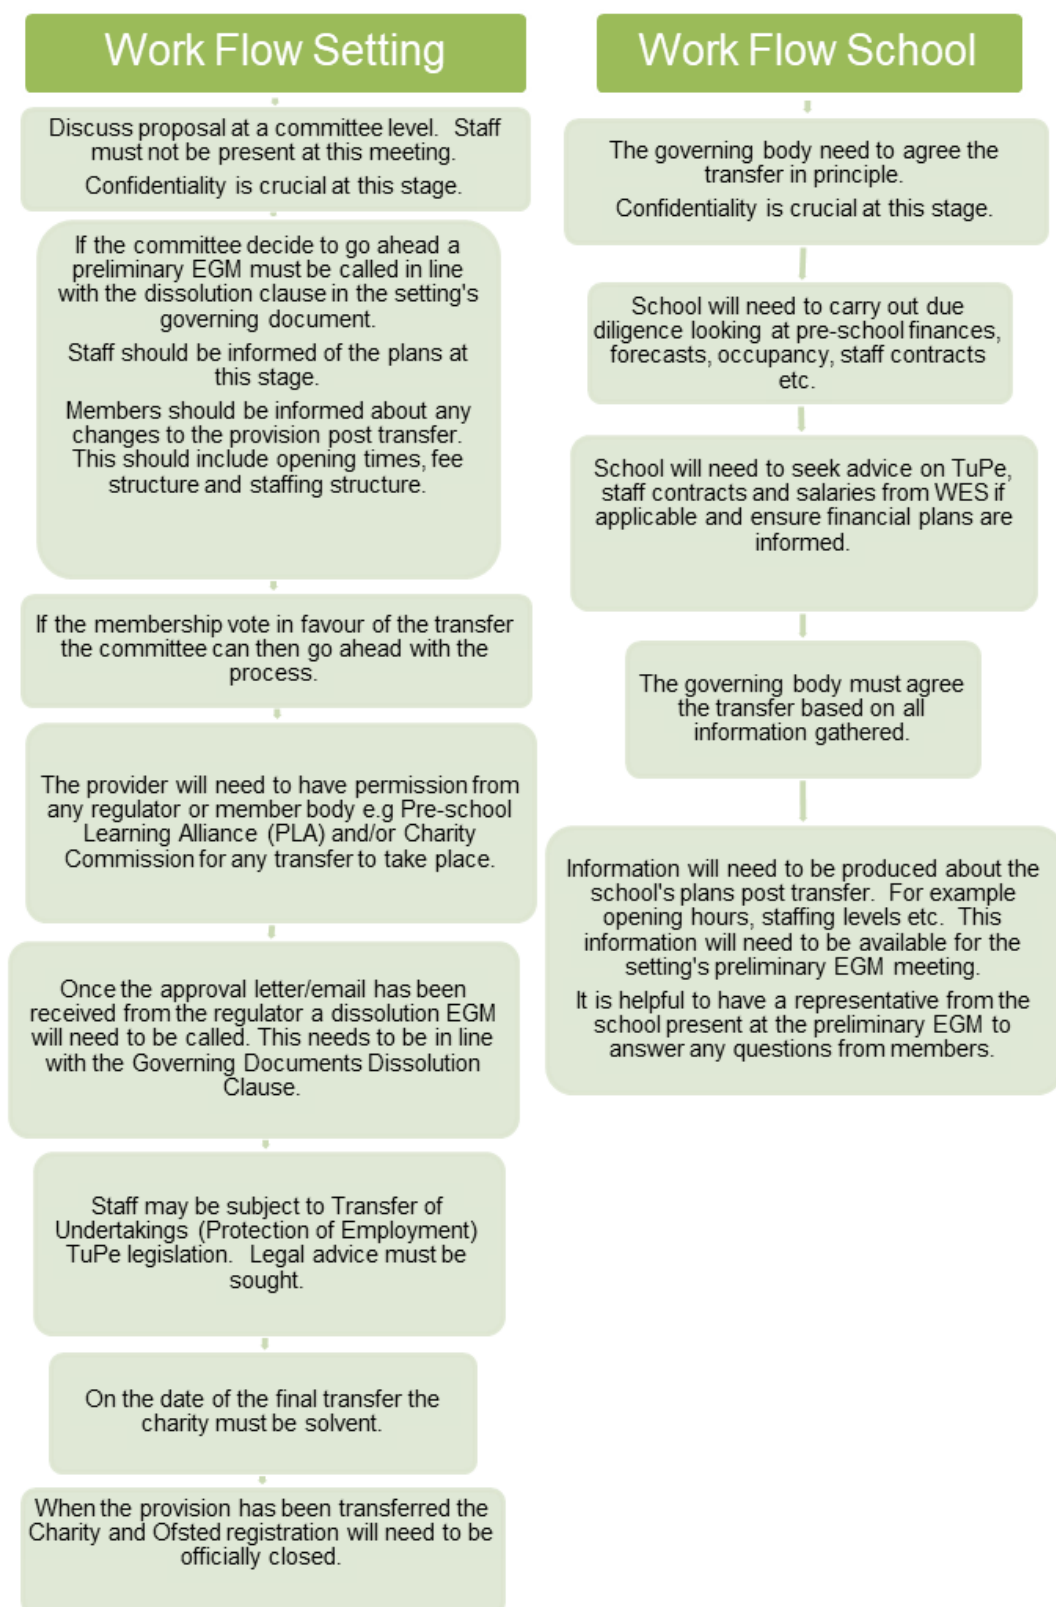 Work Flow Setting
Discuss proposal at a committee level.  Staff
must not be present at this meeting.
Confidentiality is crucial at this stage.
If the committee decide to go ahead a
preliminary EGM must be called in line
with the dissolution clause in the setting's
governing document.
Staff should be informed of the plans at
this stage.
Members should be informed about any
changes to the provision post transfer.
This should include opening times, fee
structure and staffing structure.
If the membership vote in favour of the transfer
the committee can then go ahead with the
process.
The provider will need to have permission from
any regulator or member body e.g Pre-school
Learning Alliance (PLA) and/or Charity
Commission for any transfer to take place.
Once the approval letter/email has been
received from the regulator a dissolution EGM
will need to be called. This needs to be in line
with the Governing Documents Dissolution
Clause.
Staff may be subject to Transfer of
Undertakings (Protection of Employment)
TuPe legislation.  Legal advice must be
sought.
On the date of the final transfer the
charity must be solvent.
When the provision has been transferred the
Charity and Ofsted registration will need to be
officially closed.
Work Flow School
The governing body need to agree the
transfer in principle.
Confidentiality is crucial at this stage.
School will need to carry out due
diligence looking at pre-school finances,
forecasts, occupancy, staff contracts
etc.
School will need to seek advice on TuPe,
staff contracts and salaries from WES if
applicable and ensure financial plans are
informed.
The governing body must agree
the transfer based on all
information gathered.
Information will need to be produced about the
school's plans post transfer.  For example
opening hours, staffing levels etc.  This
information will need to be available for the
setting's preliminary EGM meeting.
It is helpful to have a representative from the
school present at the preliminary EGM to
answer any questions from members.